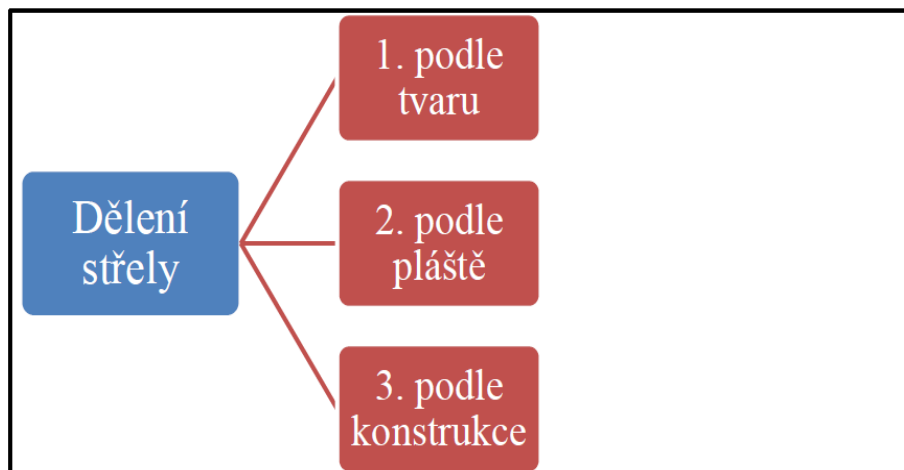 Dělení
střely
1. podle
tvaru
2. podle
pláště
3. podle
konstrukce